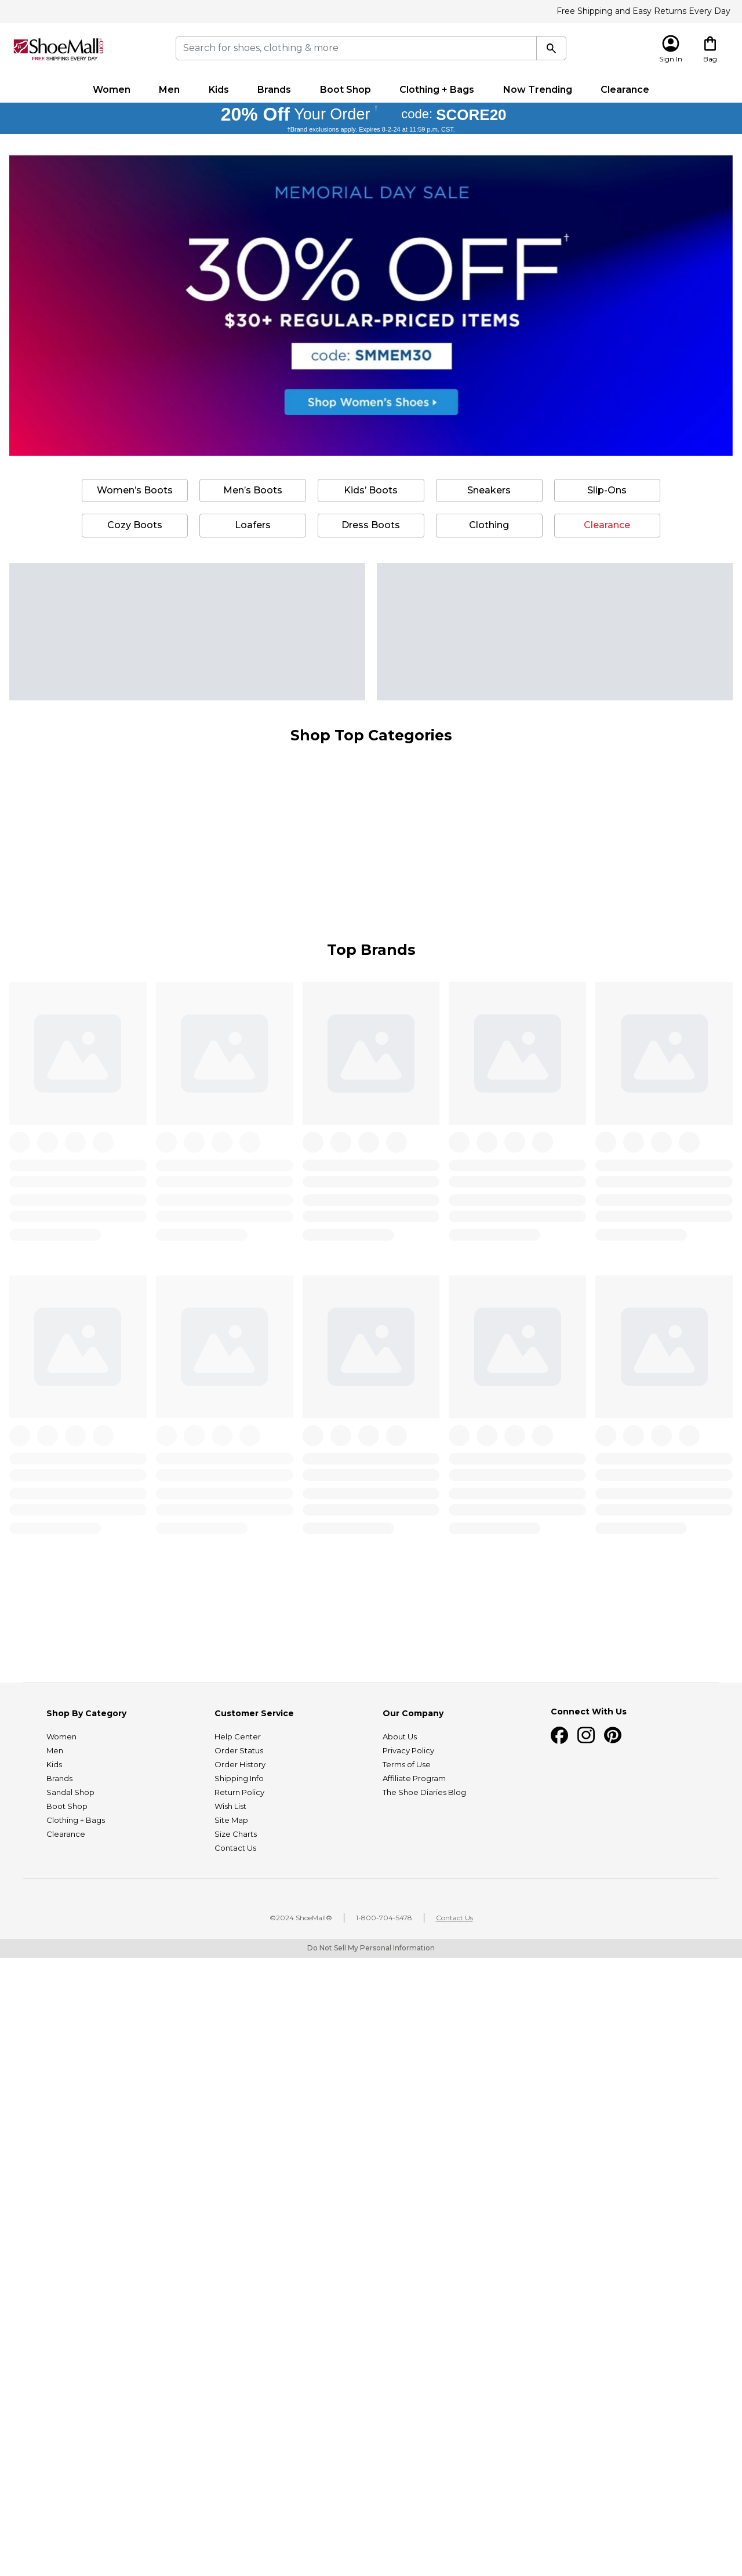 Free Shipping and Easy Returns Every Day
ShoeMall.com
FREE SHIPPING EVERY DAY
Search for shoes, clothing & more
Sign In
Bag
Women Men Kids Brands Boot Shop Clothing + Bags Now Trending Clearance
20% Off Your Order † code: SCORE20
†Brand exclusions apply. Expires 8-2-24 at 11:59 p.m. CST.
MEMORIAL DAY SALE
30% OFF†
$30+ REGULAR-PRICED ITEMS
code: SMMEM30
Shop Women's Shoes
Women's Boots Men's Boots Kids' Boots Sneakers Slip-Ons
Cozy Boots Loafers Dress Boots Clothing Clearance
Shop Top Categories
Top Brands
Shop By Category
Women
Men
Kids
Brands
Sandal Shop
Boot Shop
Clothing + Bags
Clearance
Customer Service
Help Center
Order Status
Order History
Shipping Info
Return Policy
Wish List
Site Map
Size Charts
Contact Us
Our Company
About Us
Privacy Policy
Terms of Use
Affiliate Program
The Shoe Diaries Blog
Connect With Us
©2024 ShoeMall® | 1-800-704-5478 | Contact Us
Do Not Sell My Personal Information